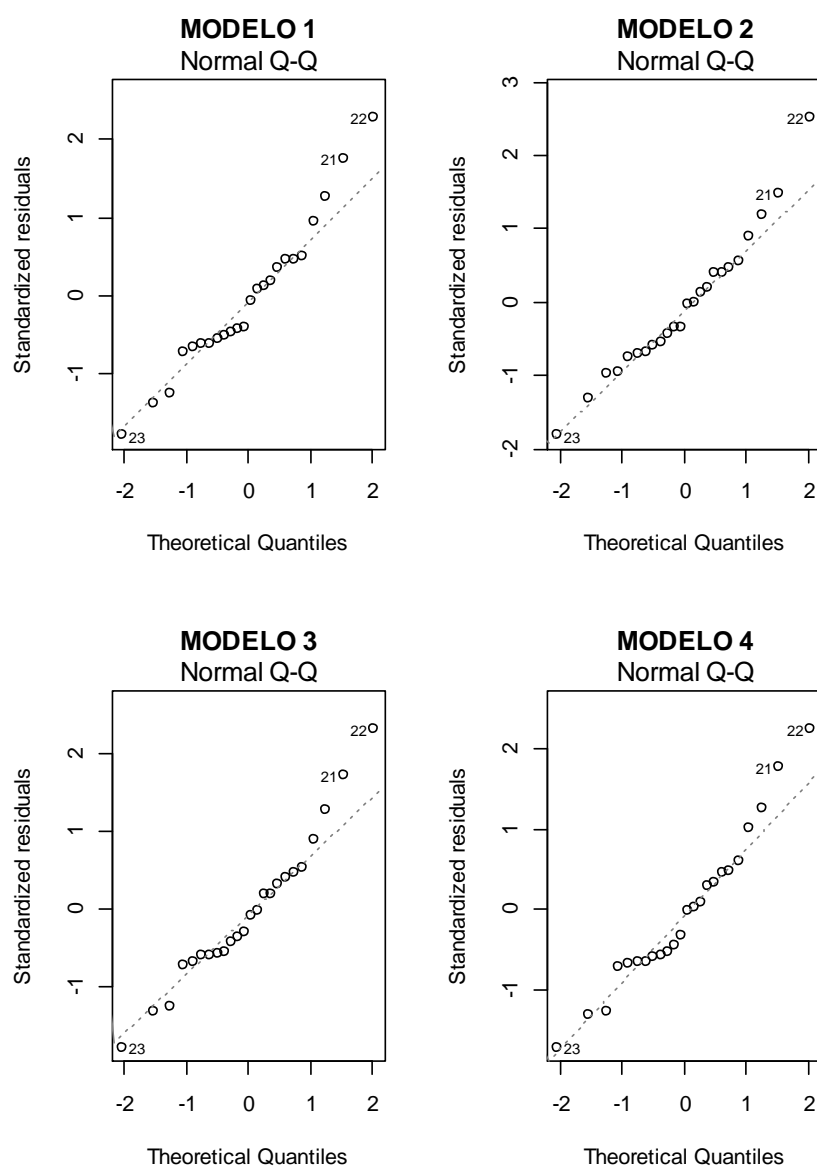 MODELO 1
Normal Q-Q
Standardized residuals
2
1
0
-1
22
21
23
-2 -1 0 1 2
Theoretical Quantiles
MODELO 2
Normal Q-Q
Standardized residuals
3
2
1
0
-1
-2
22
21
23
-2 -1 0 1 2
Theoretical Quantiles
MODELO 3
Normal Q-Q
Standardized residuals
2
1
0
-1
22
21
23
-2 -1 0 1 2
Theoretical Quantiles
MODELO 4
Normal Q-Q
Standardized residuals
2
1
0
-1
22
21
23
-2 -1 0 1 2
Theoretical Quantiles